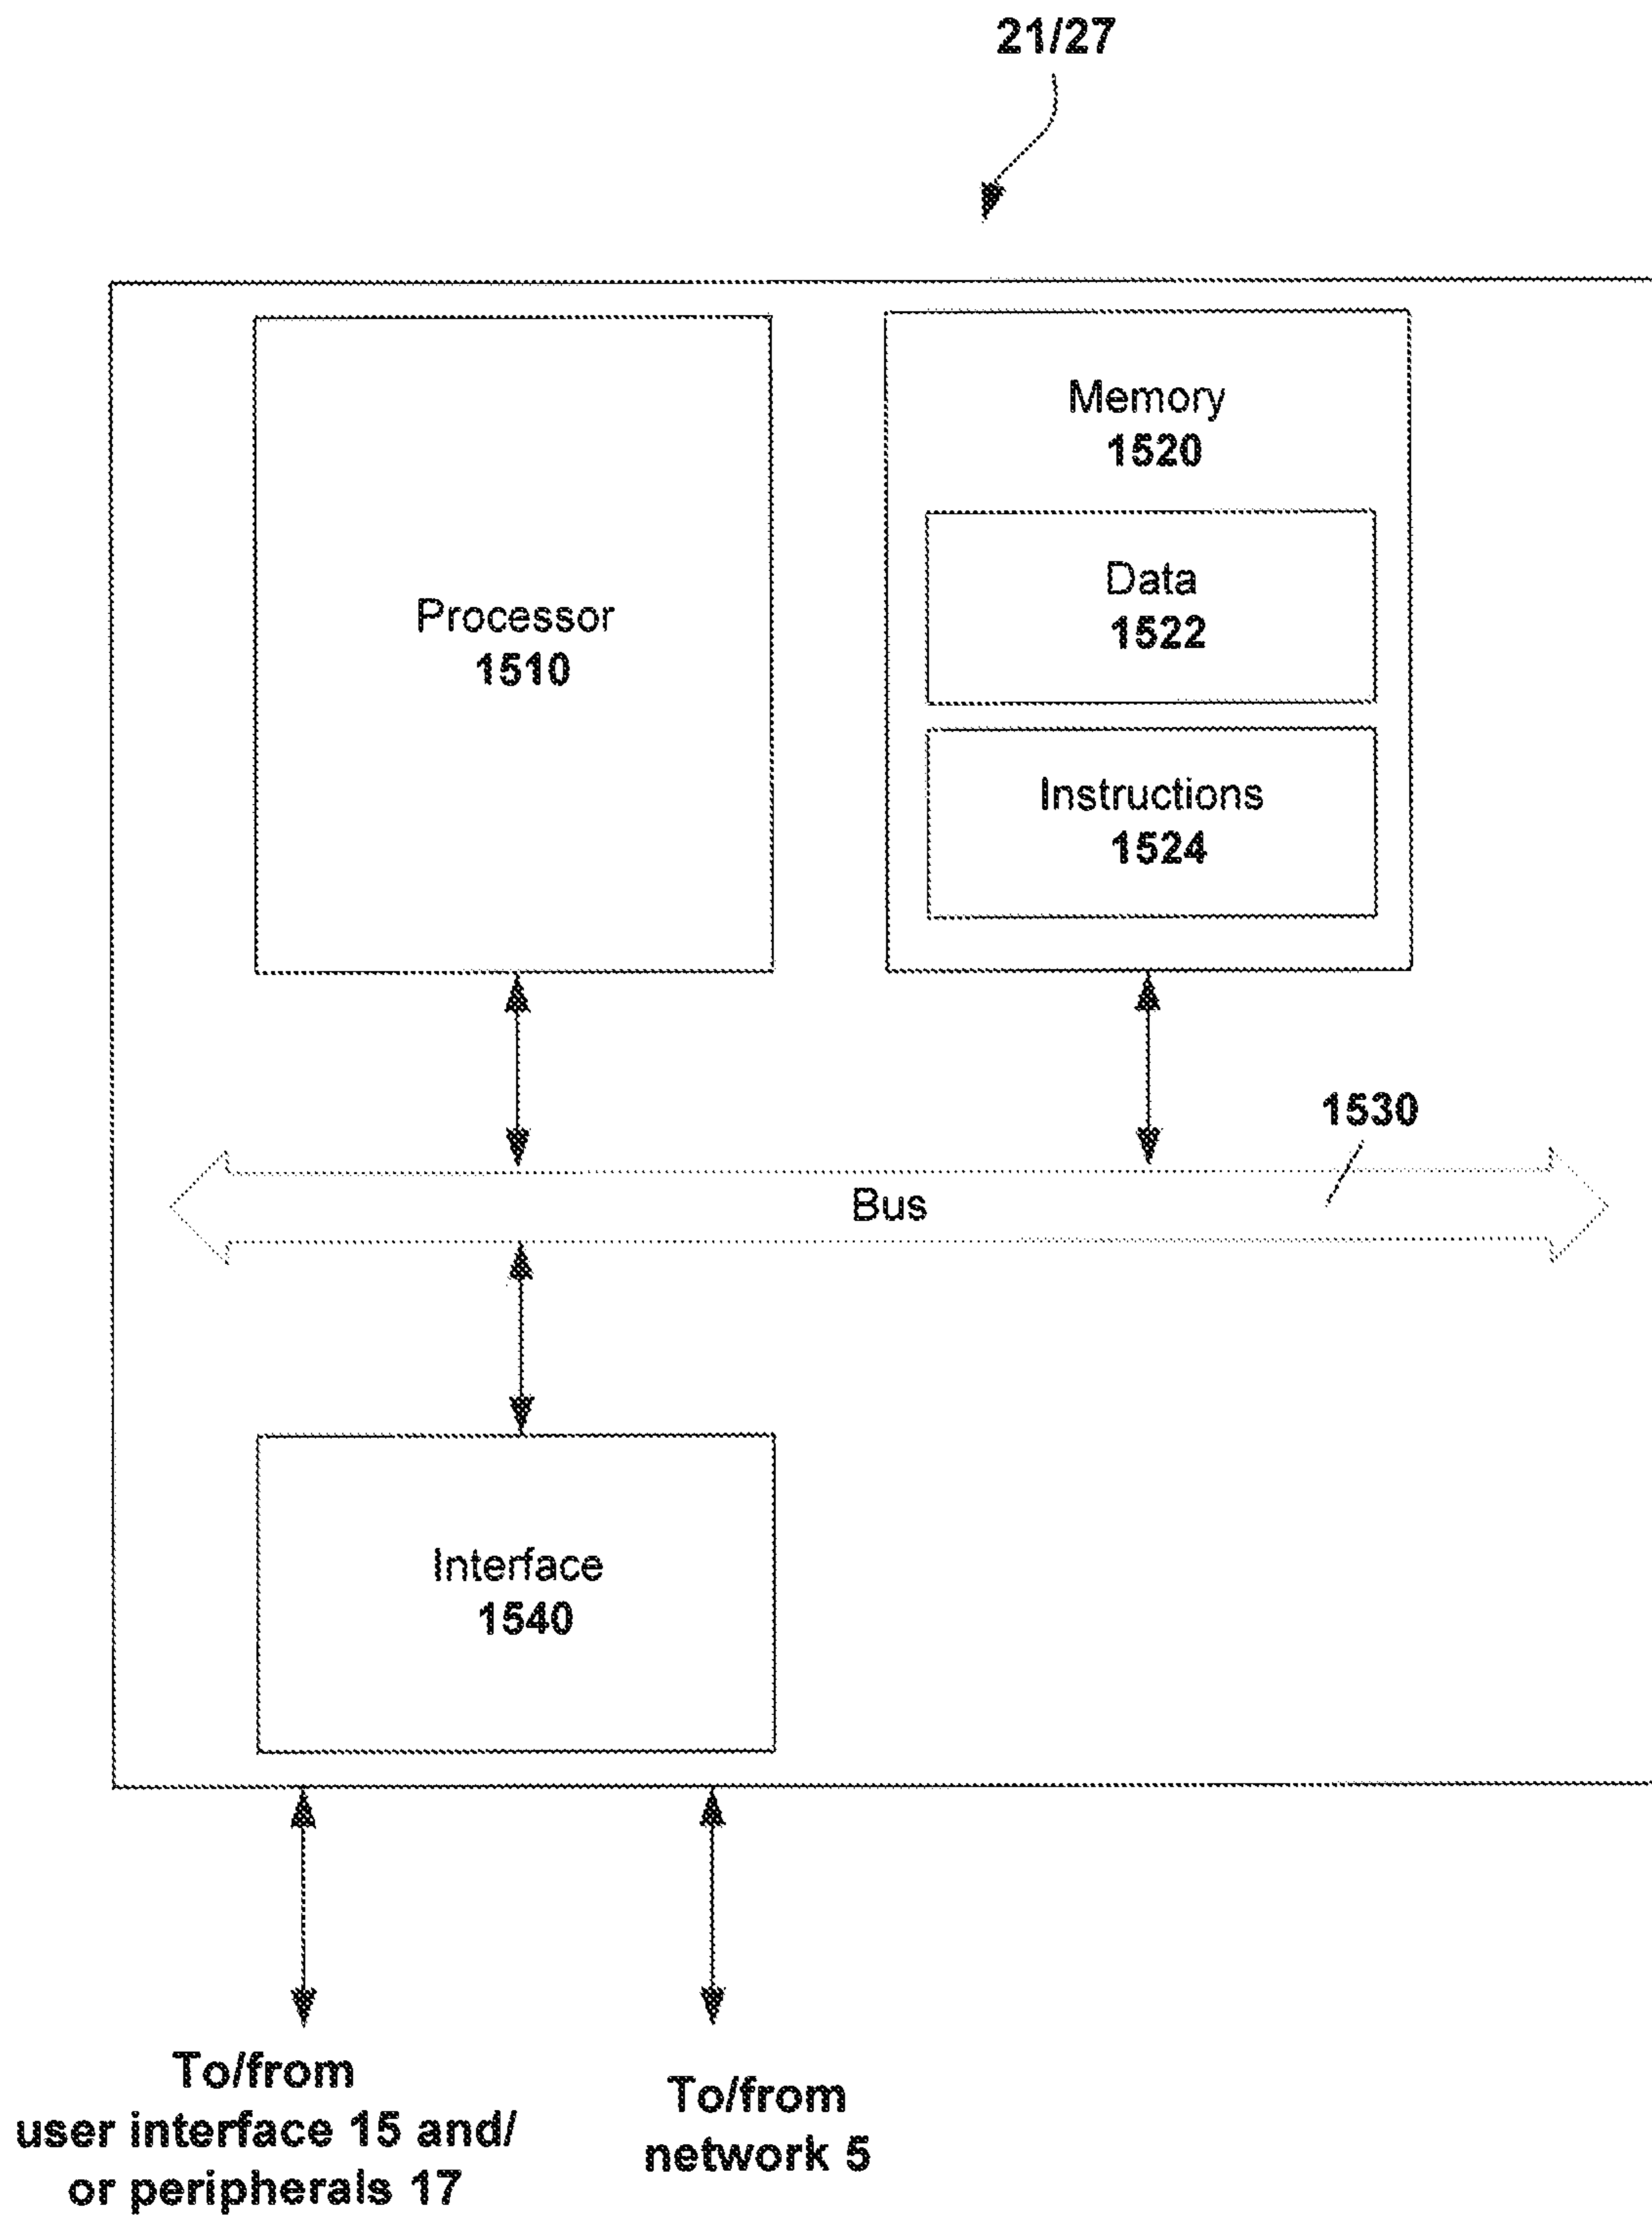 21/27
Processor
1510
Memory
1520
Data
1522
Instructions
1524
1530
Bus
Interface
1540
To/from
user interface 15 and/
or peripherals 17
To/from
network 5